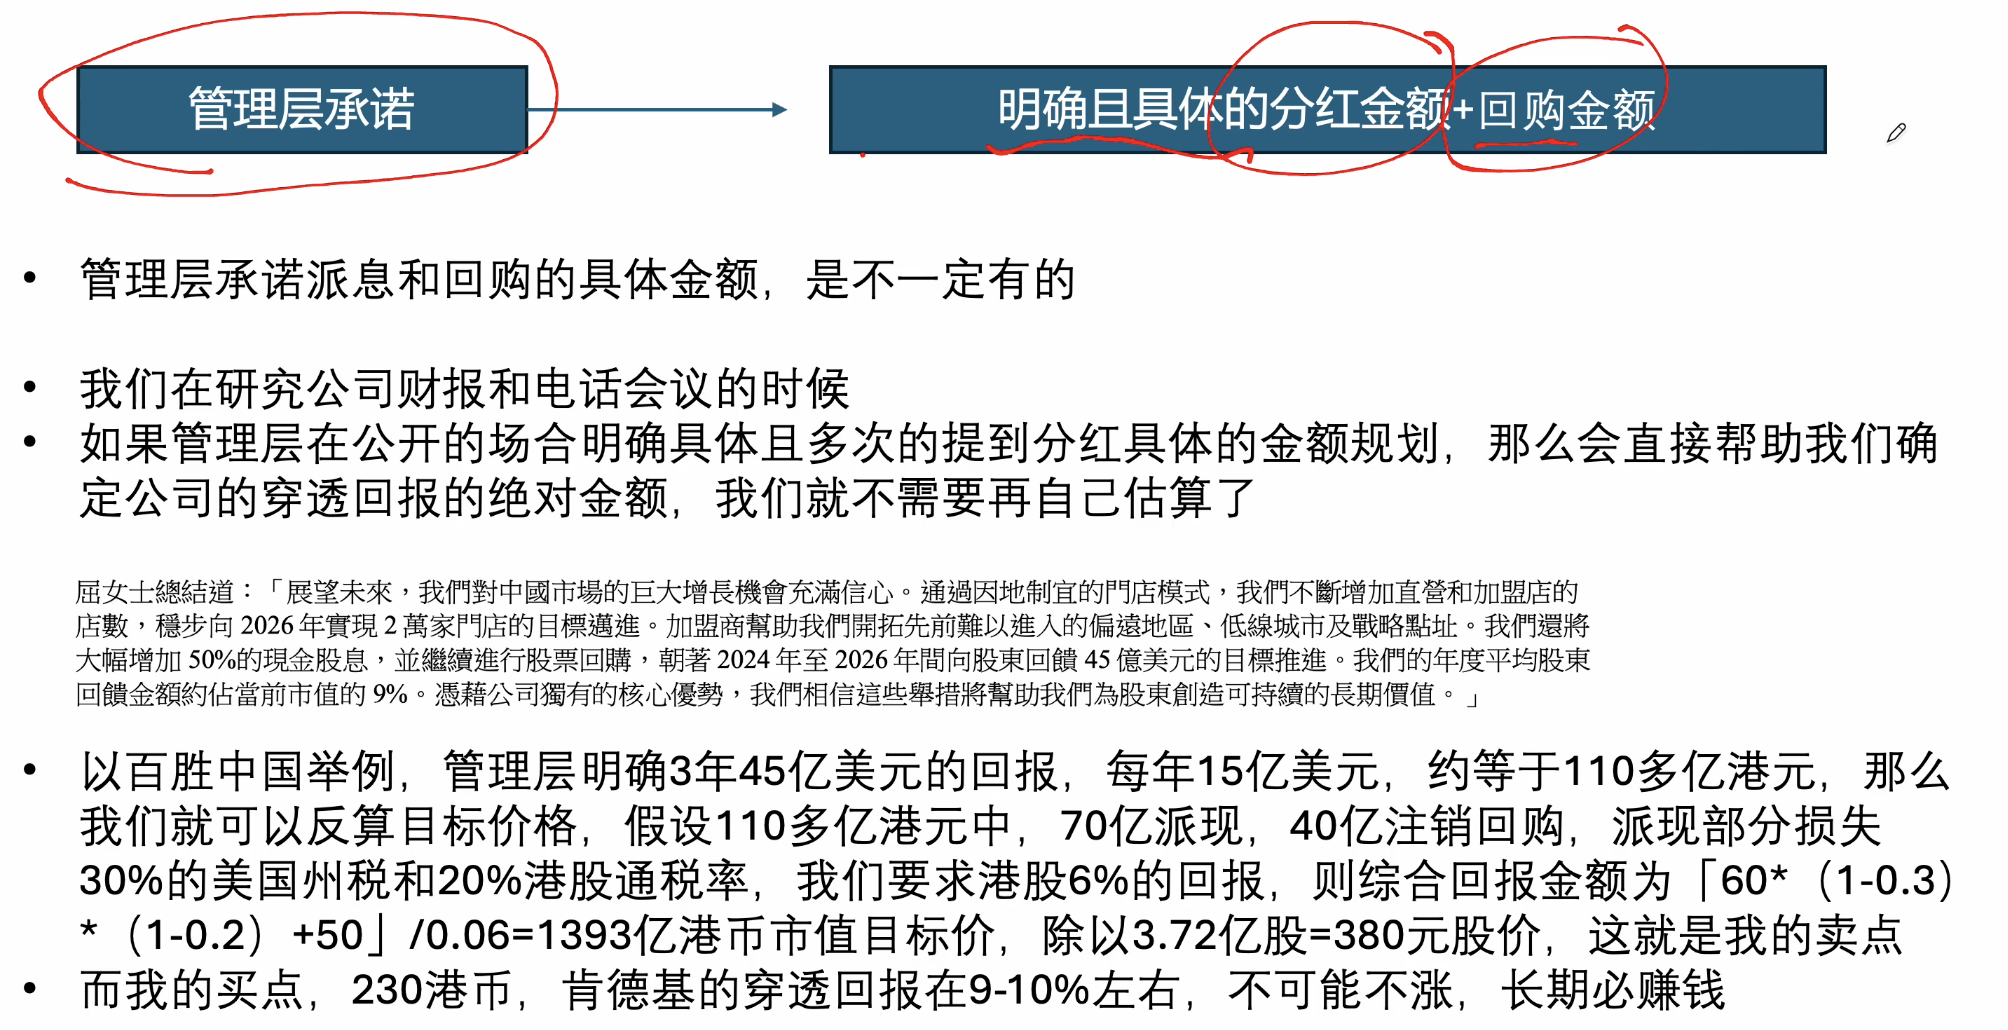 管理层承诺
明确且具体的分红金额+回购金额
• 管理层承诺派息和回购的具体金额，是不一定有的
• 我们在研究公司财报和电话会议的时候
• 如果管理层在公开的场合明确具体且多次的提到分红具体的金额规划，那么会直接帮助我们确
定公司的穿透回报的绝对金额，我们就不需要再自己估算了
屈女士總結道：「展望未來，我們對中國市場的巨大增長機會充滿信心。通過因地制宜的門店模式，我們不斷增加直營和加盟店的
店數，穩步向 2026 年實現 2 萬家門店的目標邁進。加盟商幫助我們開拓先前難以進入的偏遠地區、低線城市及戰略點址。我們還將
大幅增加 50%的現金股息，並繼續進行股票回購，朝著 2024 年至 2026 年間向股東回饋 45 億美元的目標推進。我們的年度平均股東
回饋金額約佔當前市值的 9%。憑藉公司獨有的核心優勢，我們相信這些舉措將幫助我們為股東創造可持續的長期價值。」
• 以百胜中国举例，管理层明确3年45亿美元的回报，每年15亿美元，约等于110多亿港元，那么
我们就可以反算目标价格，假设110多亿港元中，70亿派现，40亿注销回购，派现部分损失
30%的美国州税和20%港股通税率，我们要求港股6%的回报，则综合回报金额为「60*（1-0.3）
*（1-0.2）+50」/0.06=1393亿港币市值目标价，除以3.72亿股=380元股价，这就是我的卖点
• 而我的买点，230港币，肯德基的穿透回报在9-10%左右，不可能不涨，长期必赚钱